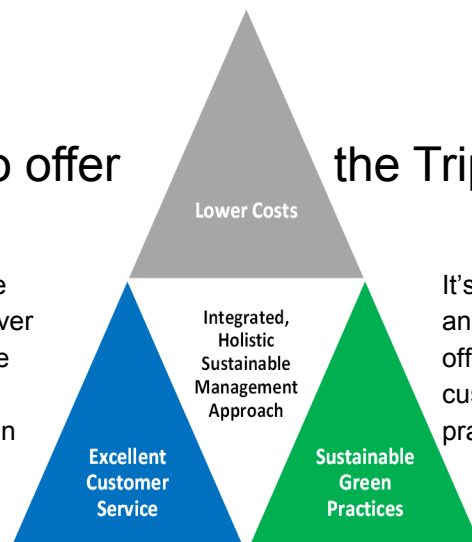 o offer the Trip
Lower Costs
e
ver
e
n
Integrated,
Holistic
Sustainable
Management
Approach
It's
an
off
cus
pra
Excellent
Customer
Service
Sustainable
Green
Practices